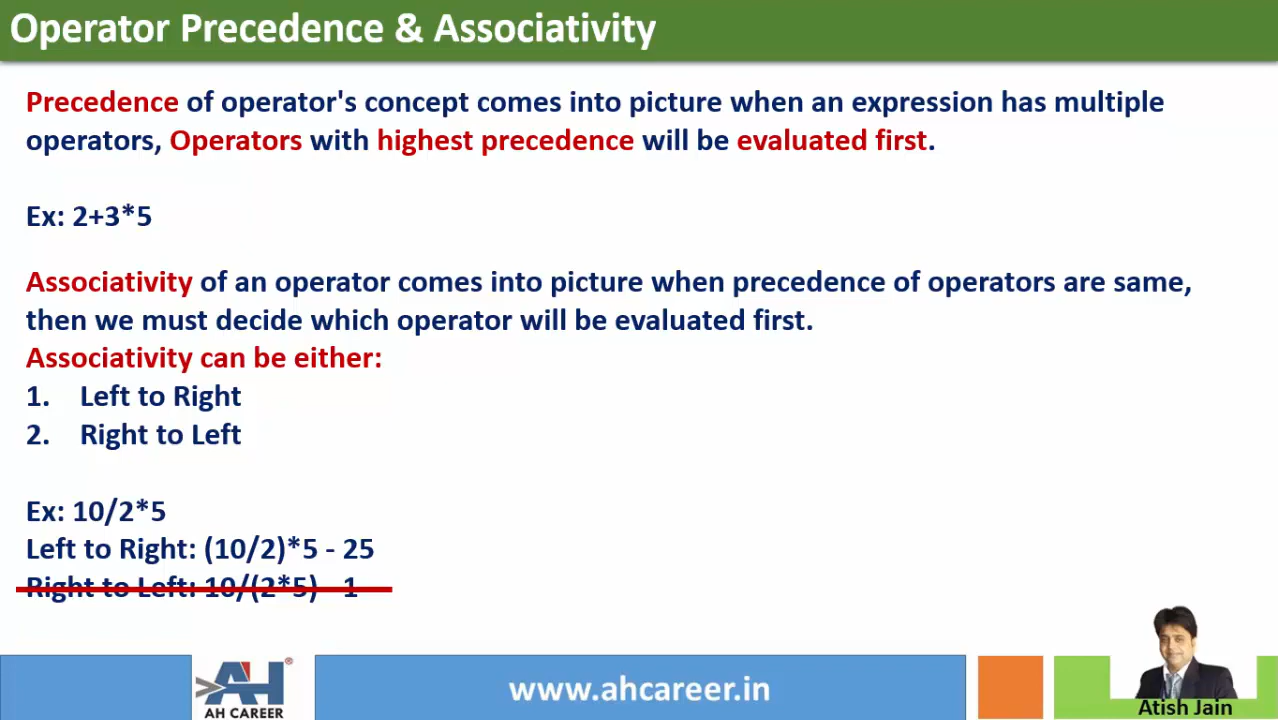 Operator Precedence & Associativity
Precedence of operator's concept comes into picture when an expression has multiple
operators, Operators with highest precedence will be evaluated first.
Ex: 2+3*5
Associativity of an operator comes into picture when precedence of operators are same,
then we must decide which operator will be evaluated first.
Associativity can be either:
1. Left to Right
2. Right to Left
Ex: 10/2*5
Left to Right: (10/2)*5 - 25
Right to Left: 10/(2*5) - 1
AH
®
AH CAREER
www.ahcareer.in
Atish Jain